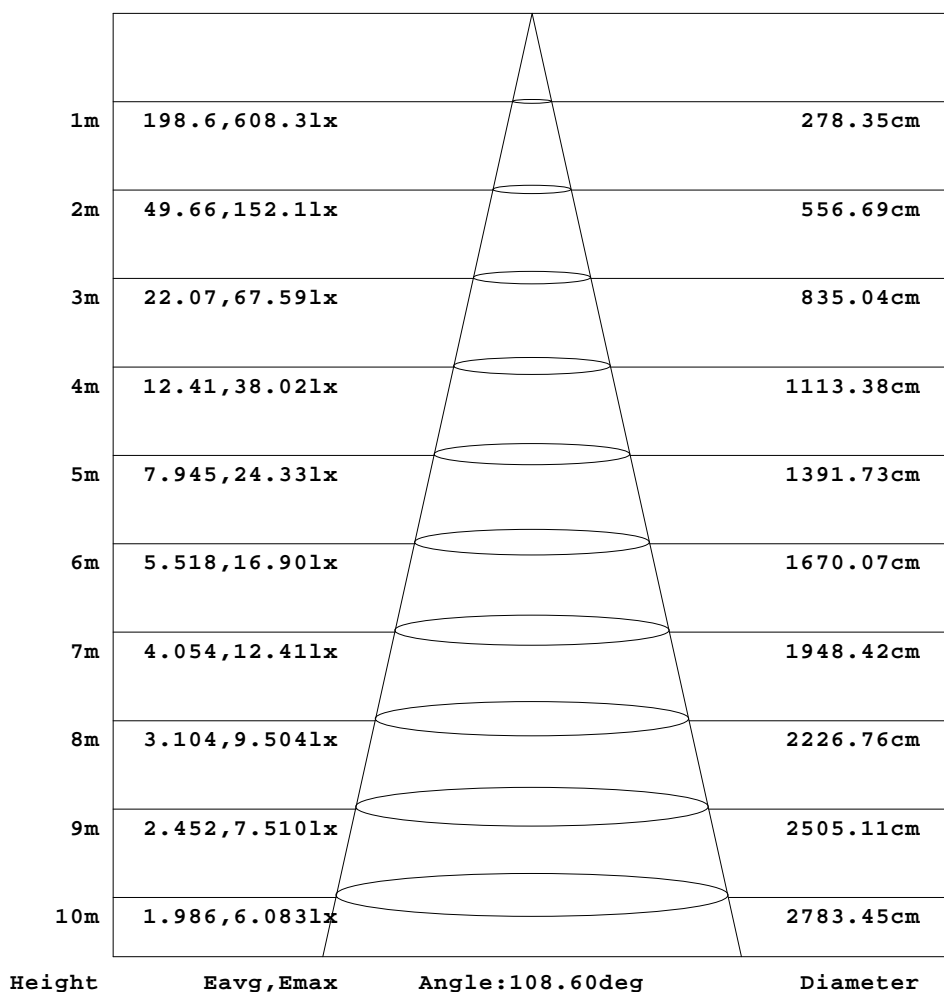 1m 198.6,608.3lx 278.35cm
2m 49.66,152.1lx 556.69cm
3m 22.07,67.59lx 835.04cm
4m 12.41,38.02lx 1113.38cm
5m 7.945,24.33lx 1391.73cm
6m 5.518,16.90lx 1670.07cm
7m 4.054,12.41lx 1948.42cm
8m 3.104,9.504lx 2226.76cm
9m 2.452,7.510lx 2505.11cm
10m 1.986,6.083lx 2783.45cm
Height Eavg,Emax Angle:108.60deg Diameter